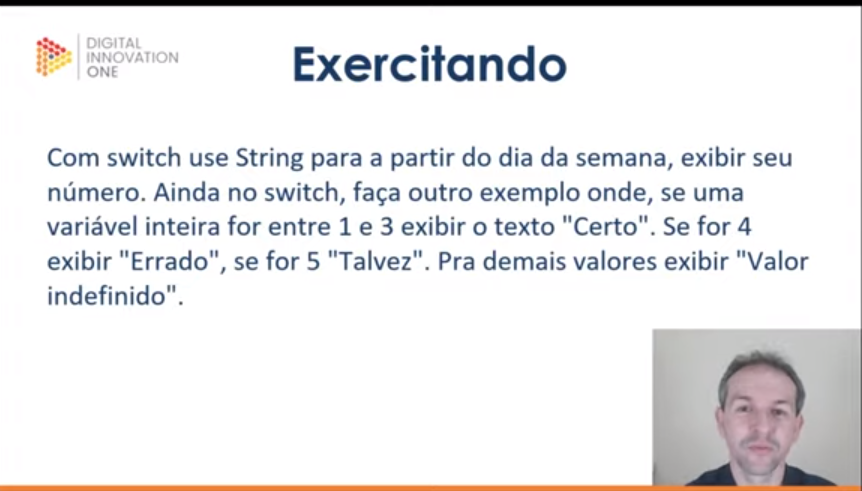 DIGITAL
INNOVATION
ONE
Exercitando
Com switch use String para a partir do dia da semana, exibir seu
número. Ainda no switch, faça outro exemplo onde, se uma
variável inteira for entre 1 e 3 exibir o texto "Certo". Se for 4
exibir "Errado", se for 5 "Talvez". Pra demais valores exibir "Valor
indefinido".